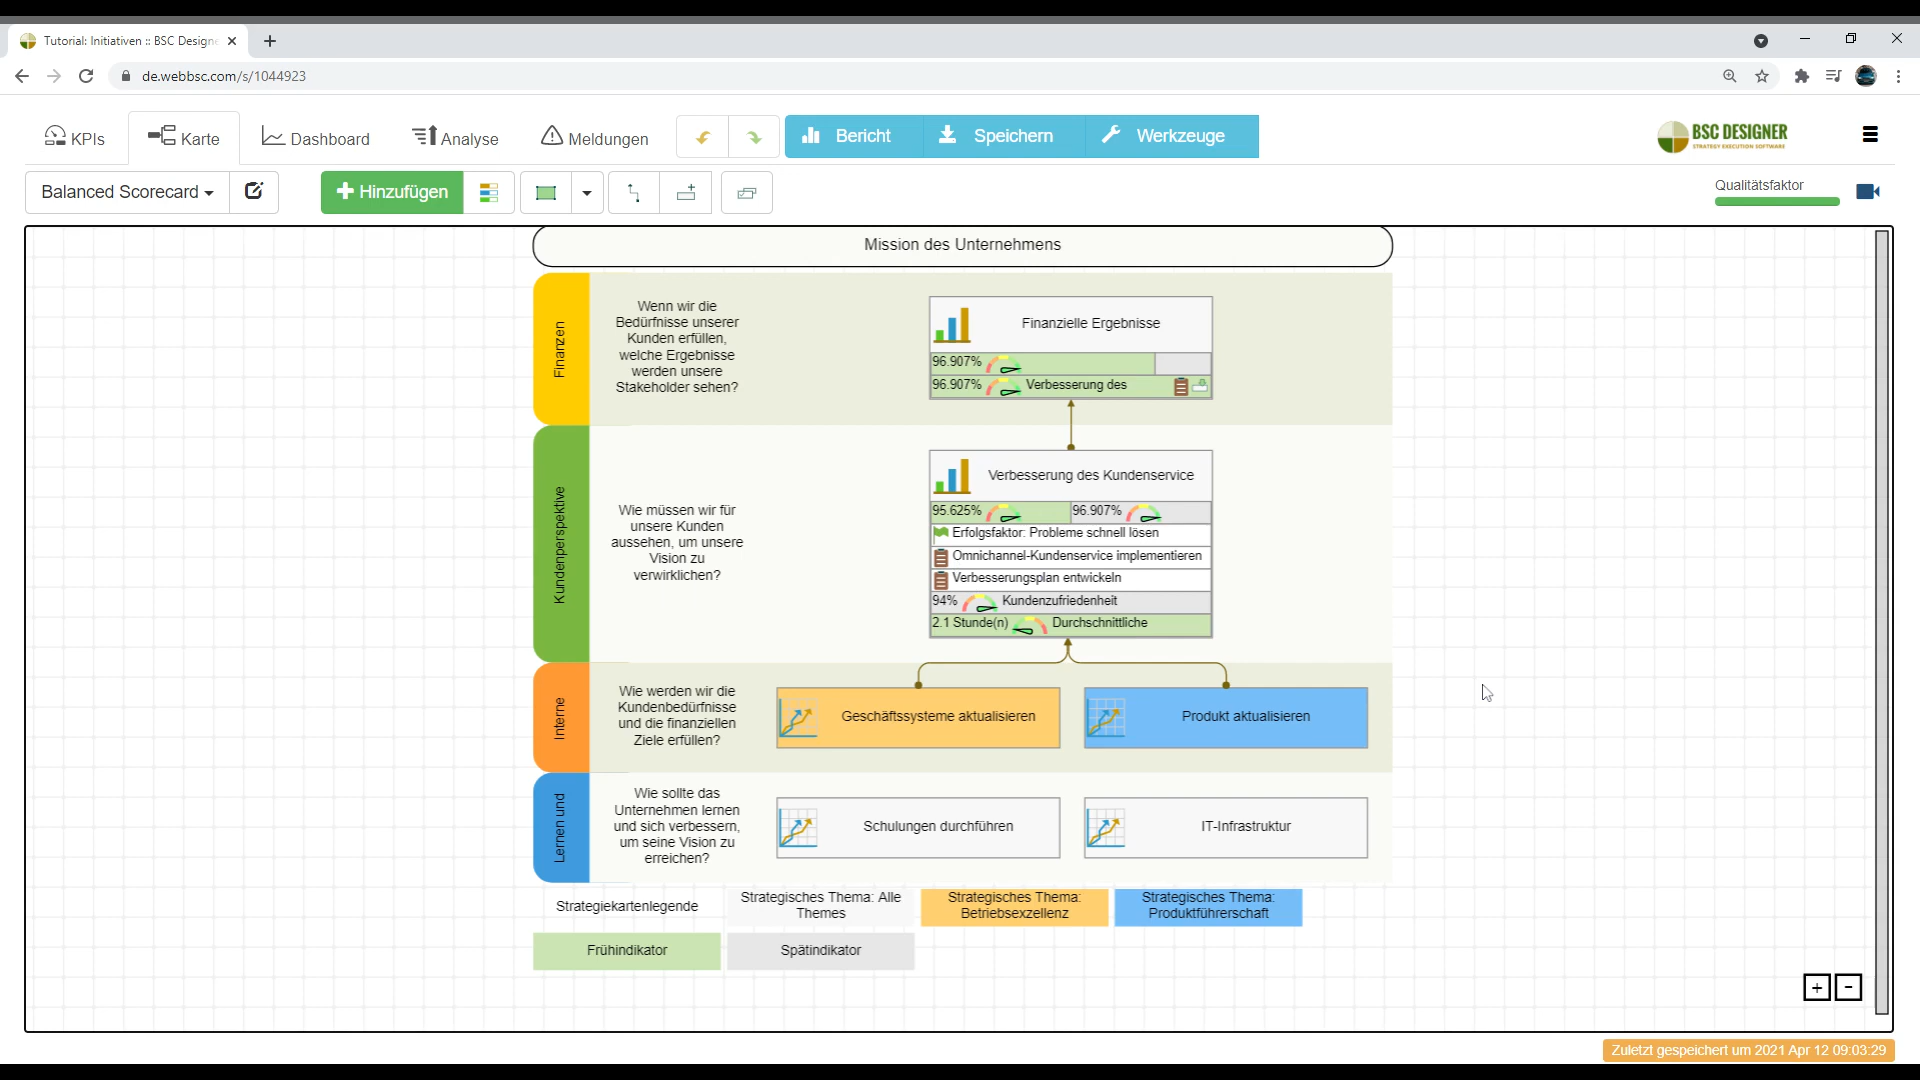 Tutorial: Initiativen :: BSC Designe
de.webbsc.com/s/1044923
KPIs
Karte
Dashboard
Analyse
Meldungen
Bericht
Speichern
Werkzeuge
BSC DESIGNER
STRATEGY EXECUTION SOFTWARE
Balanced Scorecard
Hinzufügen
Qualitätsfaktor
Mission des Unternehmens
Finanzen
Wenn wir die
Bedürfnisse unserer
Kunden erfüllen,
welche Ergebnisse
werden unsere
Stakeholder sehen?
Finanzielle Ergebnisse
96.907%
96.907% Verbesserung des
Kundenperspektive
Wie müssen wir für
unsere Kunden
aussehen, um unsere
Vision zu
verwirklichen?
Verbesserung des Kundenservice
95.625% 96.907%
Erfolgsfaktor: Probleme schnell lösen
Omnichannel-Kundenservice implementieren
Verbesserungsplan entwickeln
94% Kundenzufriedenheit
2.1 Stunde(n) Durchschnittliche
Interne
Wie werden wir die
Kundenbedürfnisse
und die finanziellen
Ziele erfüllen?
Geschäftssysteme aktualisieren
Produkt aktualisieren
Lernen und
Wie sollte das
Unternehmen lernen
und sich verbessern,
um seine Vision zu
erreichen?
Schulungen durchführen
IT-Infrastruktur
Strategiekartenlegende
Strategisches Thema: Alle
Themes
Strategisches Thema:
Betriebsexzellenz
Strategisches Thema:
Produktführerschaft
Frühindikator
Spätindikator
+ -
Zuletzt gespeichert um 2021 Apr 12 09:03:29